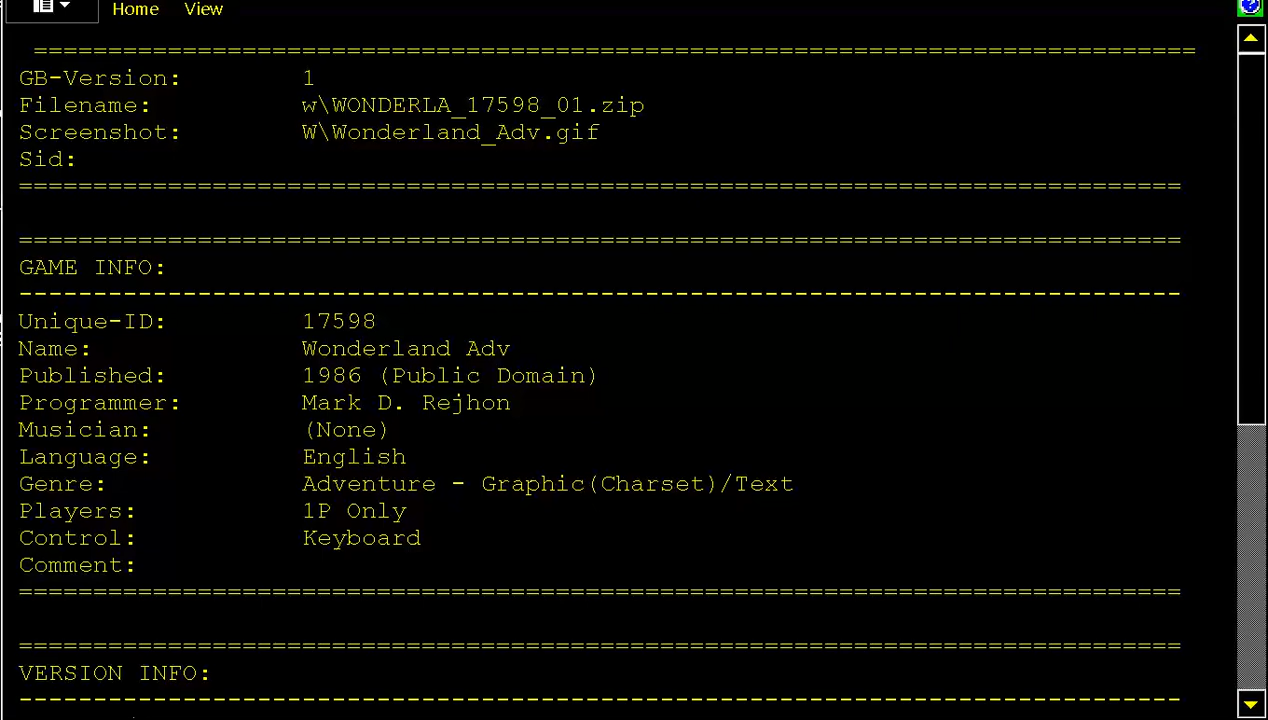 Home View
===============================================================================
GB-Version: 1
Filename: w\WONDERLA_17598_01.zip
Screenshot: W\Wonderland_Adv.gif
Sid:
===============================================================================
===============================================================================
GAME INFO:
-------------------------------------------------------------------------------
Unique-ID: 17598
Name: Wonderland Adv
Published: 1986 (Public Domain)
Programmer: Mark D. Rejhon
Musician: (None)
Language: English
Genre: Adventure - Graphic(Charset)/Text
Players: 1P Only
Control: Keyboard
Comment:
===============================================================================
===============================================================================
VERSION INFO:
-------------------------------------------------------------------------------